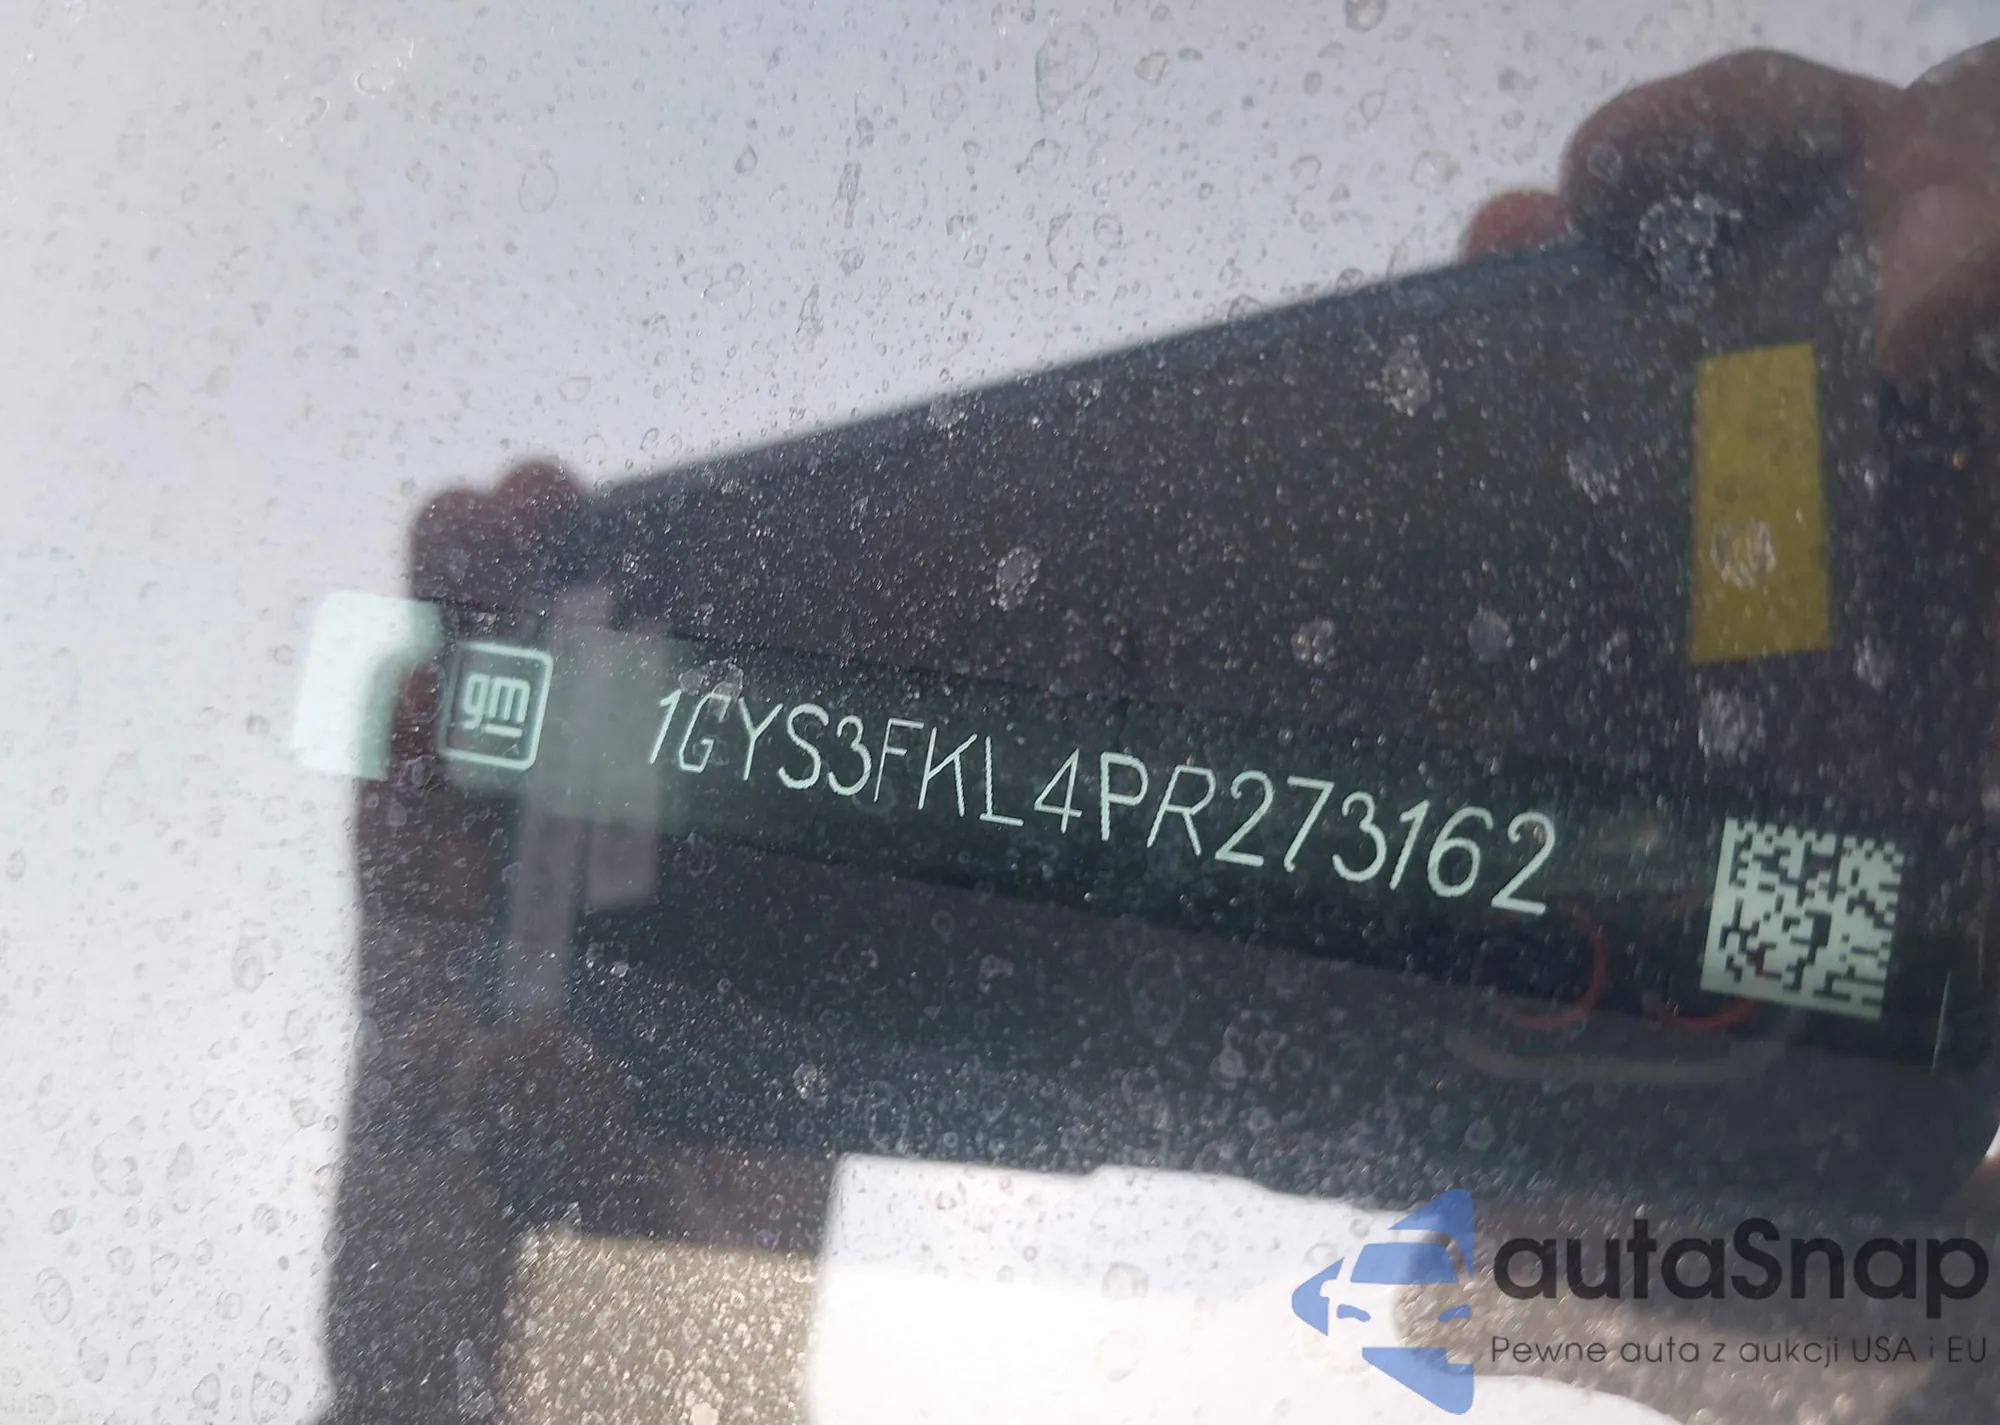 gm 1GYS3FKL4PR273162
autaSnap
Pewne auta z aukcji USA i EU